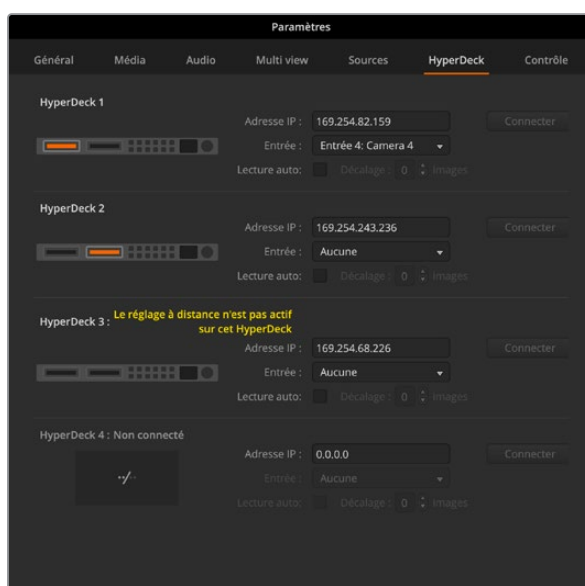 Paramètres
Général Média Audio Multi view Sources HyperDeck Contrôle
HyperDeck 1
Adresse IP : 169.254.82.159 Connecter
Entrée : Entrée 4: Camera 4
Lecture auto: Décalage : 0 Images
HyperDeck 2
Adresse IP : 169.254.243.236 Connecter
Entrée : Aucune
Lecture auto: Décalage : 0 Images
HyperDeck 3 : Le réglage à distance n'est pas actif
sur cet HyperDeck
Adresse IP : 169.254.68.226 Connecter
Entrée : Aucune
Lecture auto: Décalage : 0 Images
HyperDeck 4 : Non connecté
Adresse IP : 0.0.0.0 Connecter
--/-- Entrée : Aucune
Lecture auto: Décalage : 0 Images